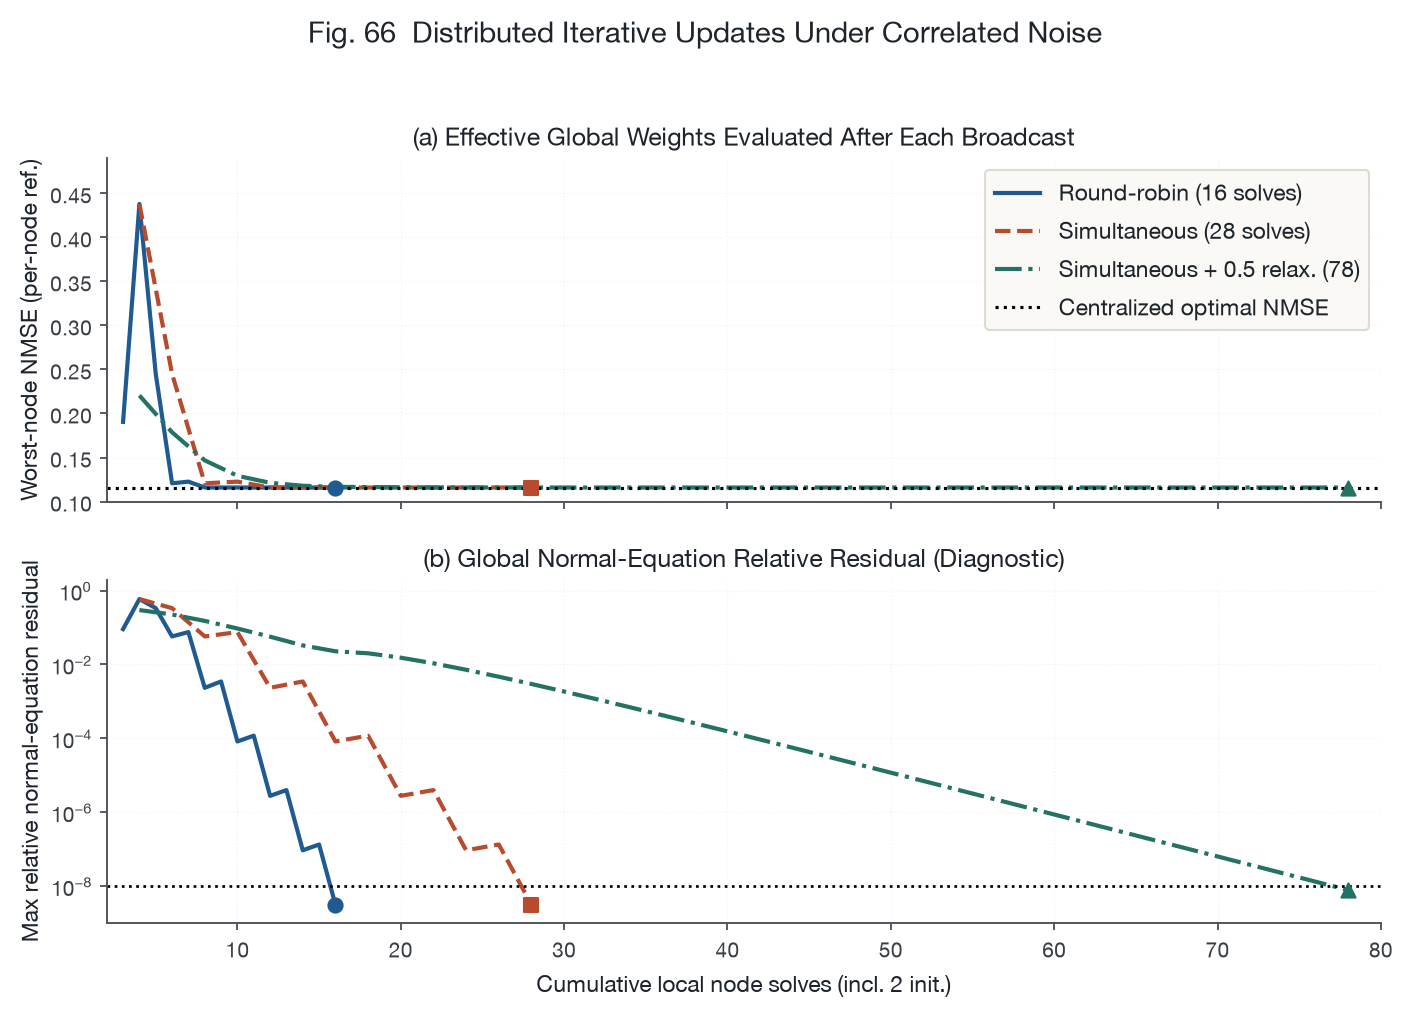 Fig. 66  Distributed Iterative Updates Under Correlated Noise
(a) Effective Global Weights Evaluated After Each Broadcast
Worst-node NMSE (per-node ref.)
0.45
0.40
0.35
0.30
0.25
0.20
0.15
0.10
Round-robin (16 solves)
Simultaneous (28 solves)
Simultaneous + 0.5 relax. (78)
Centralized optimal NMSE
(b) Global Normal-Equation Relative Residual (Diagnostic)
Max relative normal-equation residual
10⁰
10⁻²
10⁻⁴
10⁻⁶
10⁻⁸
10 20 30 40 50 60 70 80
Cumulative local node solves (incl. 2 init.)